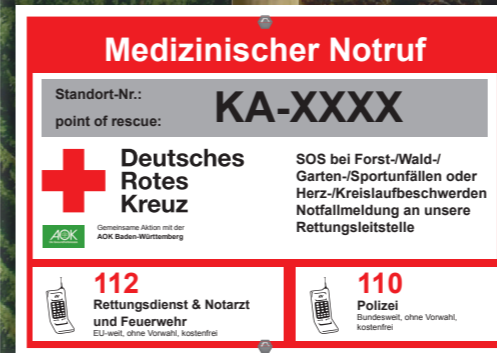 Medizinischer Notruf
Standort-Nr.:
point of rescue:
KA-XXXX
Deutsches
Rotes
Kreuz
AOK
Gemeinsame Aktion mit der
AOK Baden-Württemberg
SOS bei Forst-/Wald-/
Garten-/Sportunfällen oder
Herz-/Kreislaufbeschwerden
Notfallmeldung an unsere
Rettungsleitstelle
112
Rettungsdienst & Notarzt
und Feuerwehr
EU-weit, ohne Vorwahl, kostenfrei
110
Polizei
Bundesweit, ohne Vorwahl,
kostenfrei